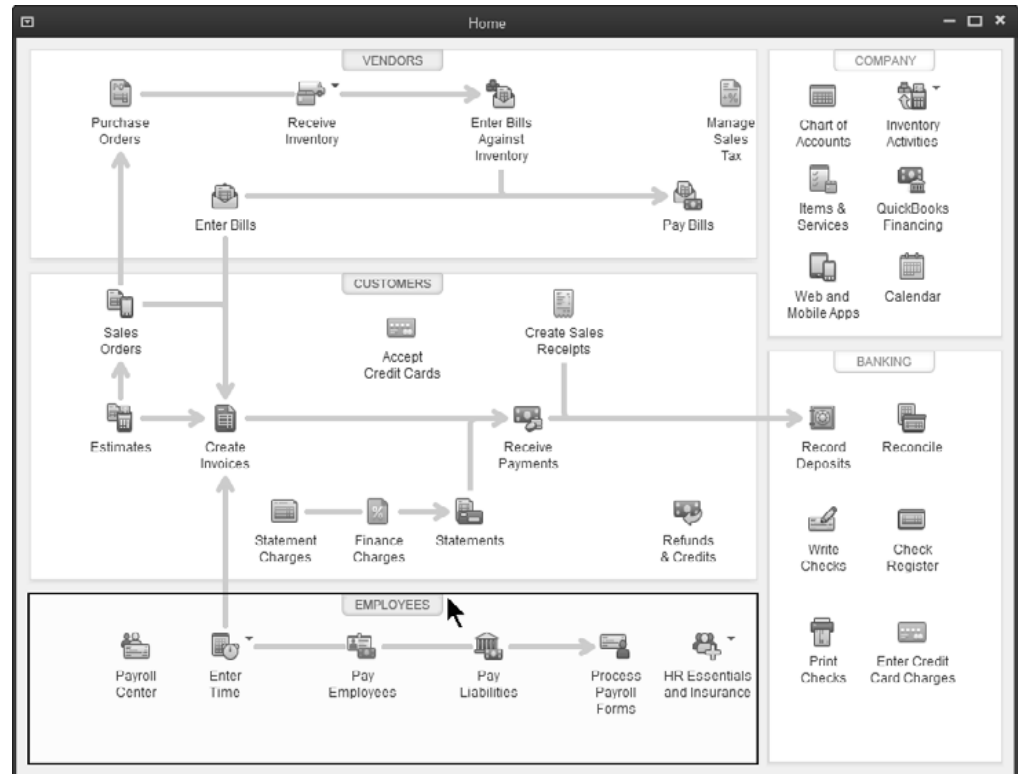 Home
VENDORS
Purchase
Orders
Receive
Inventory
Enter Bills
Against
Inventory
Manage
Sales
Tax
Enter Bills
Pay Bills
CUSTOMERS
Sales
Orders
Accept
Credit Cards
Create Sales
Receipts
Estimates
Create
Invoices
Receive
Payments
Statement
Charges
Finance
Charges
Statements
Refunds
& Credits
EMPLOYEES
Payroll
Center
Enter
Time
Pay
Employees
Pay
Liabilities
Process
Payroll
Forms
HR Essentials
and Insurance
COMPANY
Chart of
Accounts
Inventory
Activities
Items &
Services
QuickBooks
Financing
Web and
Mobile Apps
Calendar
BANKING
Record
Deposits
Reconcile
Write
Checks
Check
Register
Print
Checks
Enter Credit
Card Charges